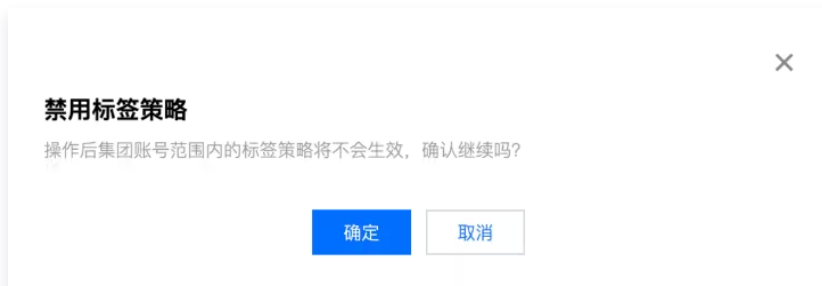 禁用标签策略
操作后集团账号范围内的标签策略将不会生效，确认继续吗？
确定
取消